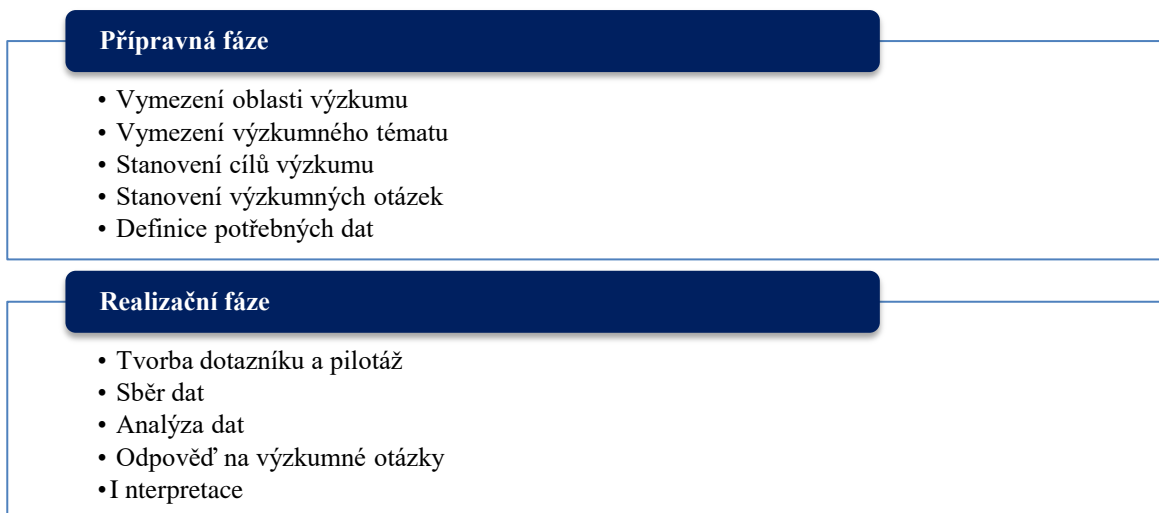 Přípravná fáze
• Vymezení oblasti výzkumu
• Vymezení výzkumného tématu
• Stanovení cílů výzkumu
• Stanovení výzkumných otázek
• Definice potřebných dat
Realizační fáze
• Tvorba dotazníku a pilotáž
• Sběr dat
• Analýza dat
• Odpověď na výzkumné otázky
•I nterpretace